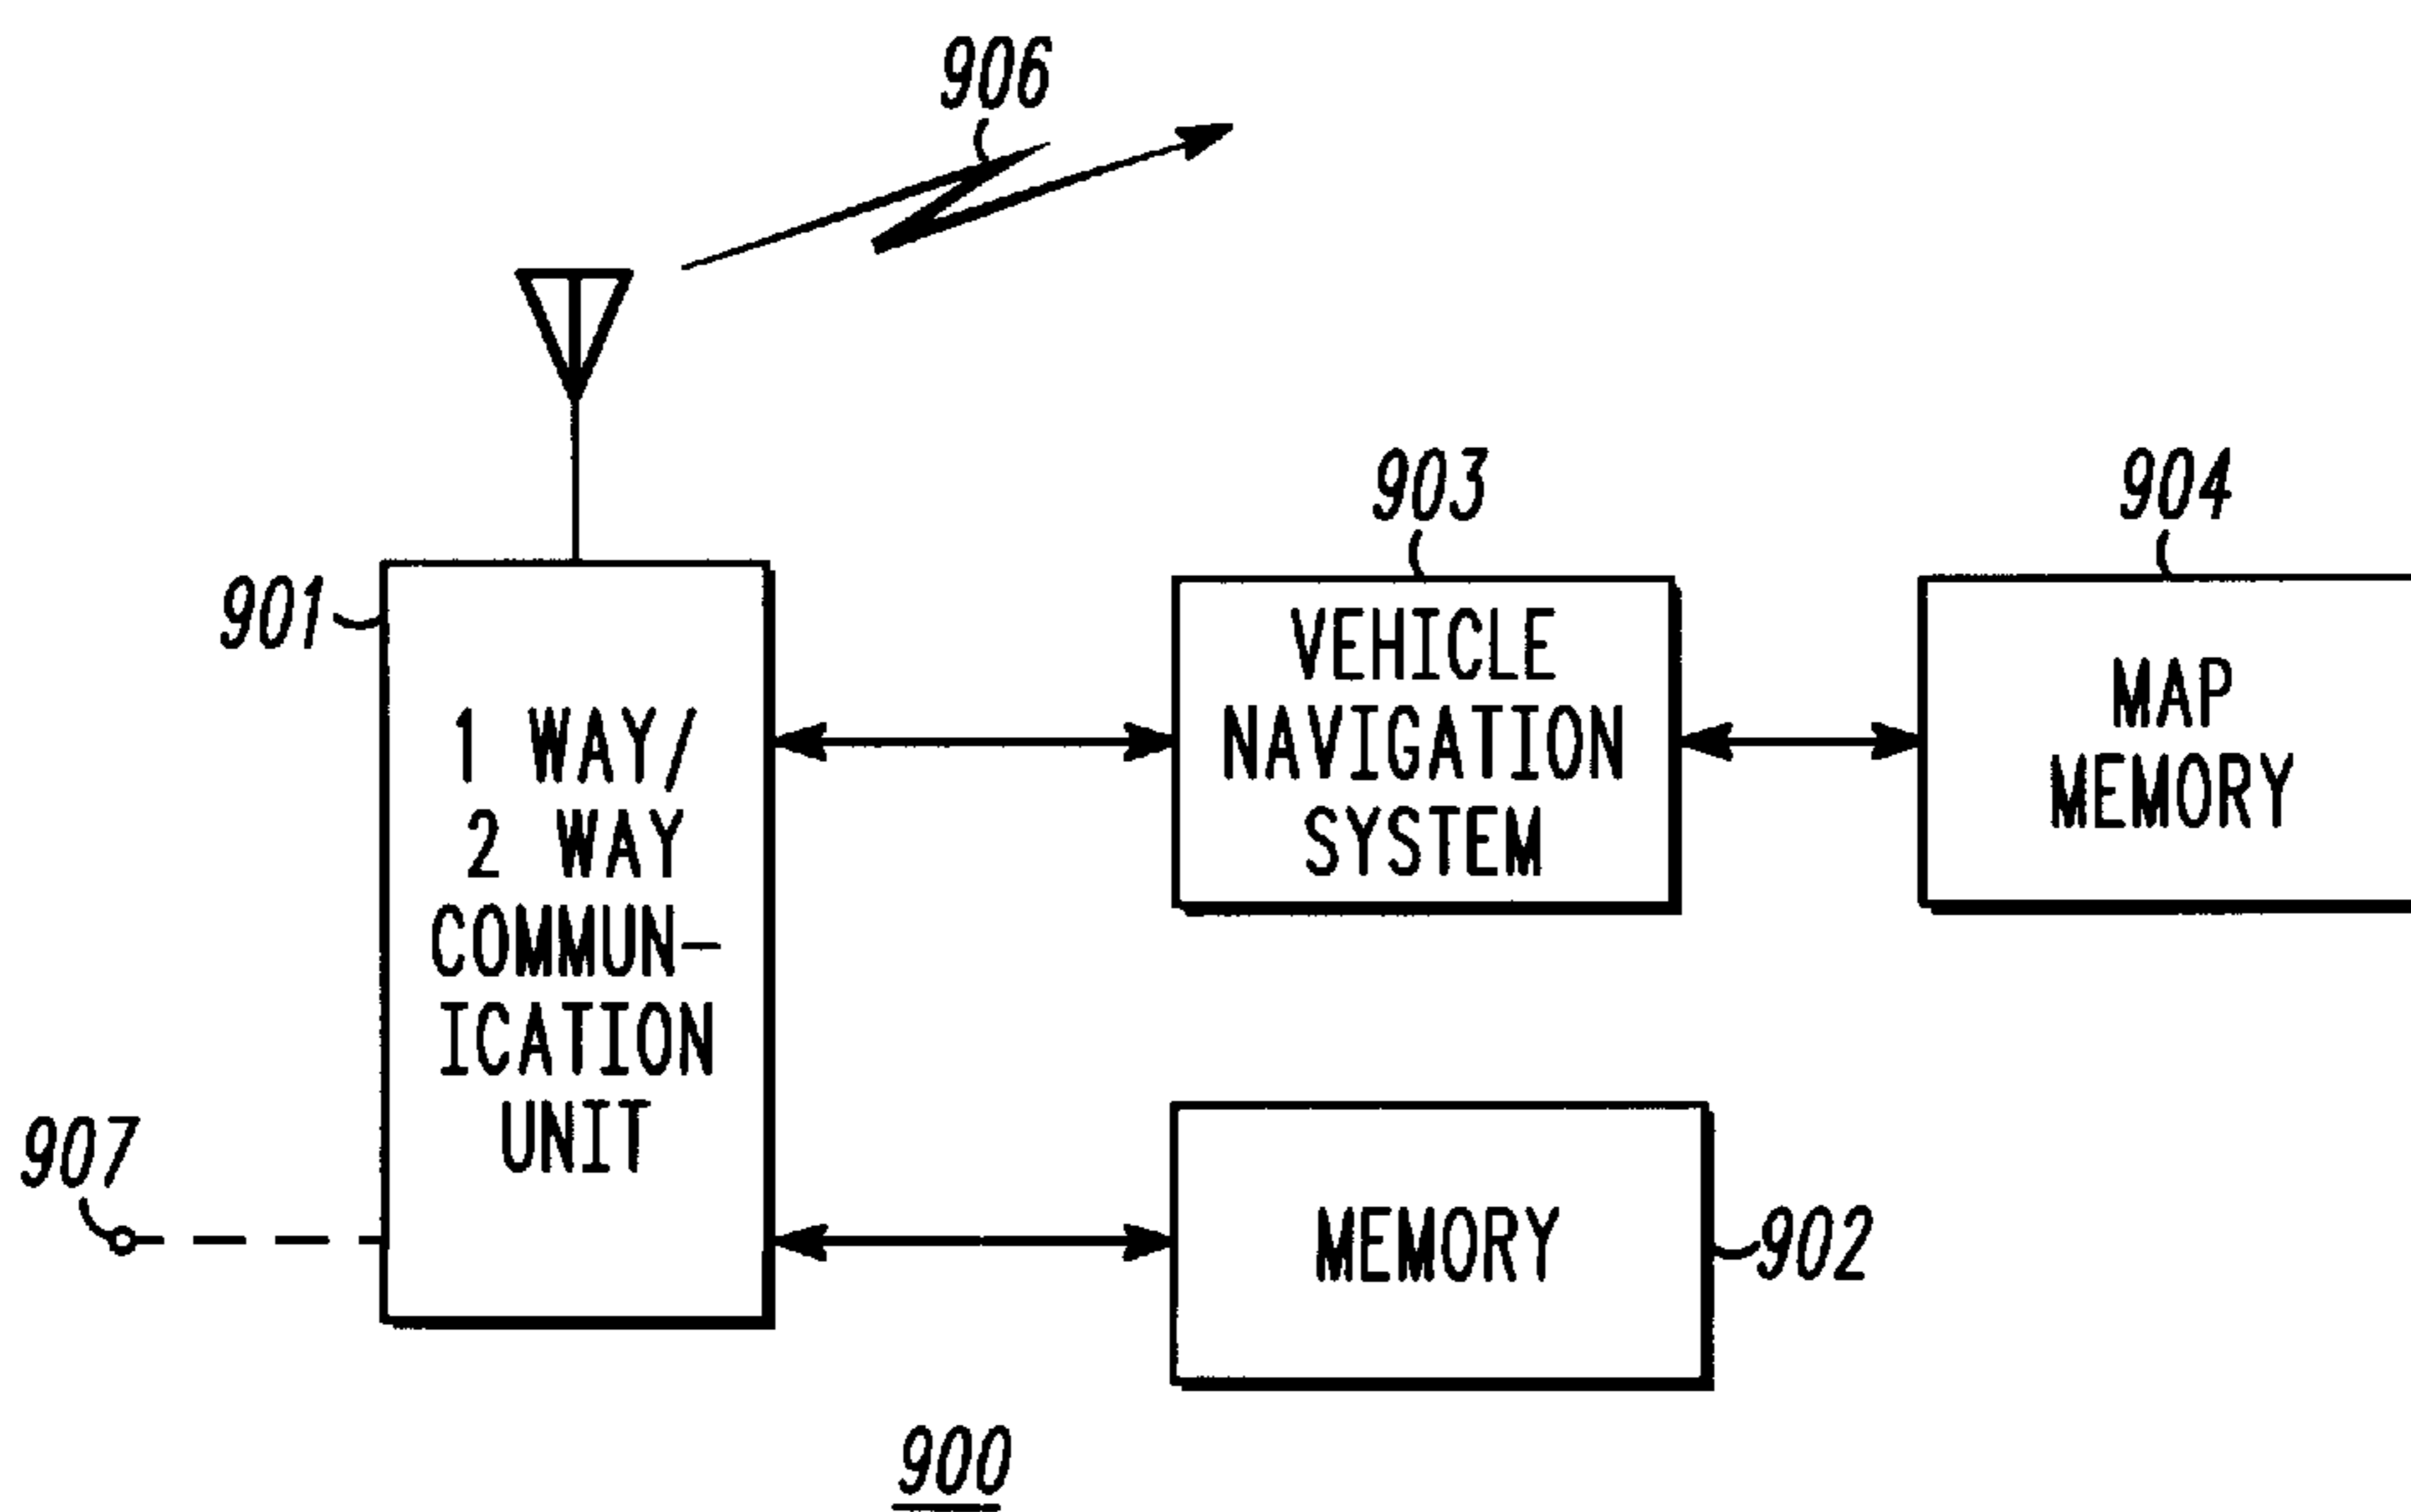 906
903
904
901
VEHICLE
NAVIGATION
SYSTEM
MAP
MEMORY
1 WAY/
2 WAY
COMMUN-
ICATION
UNIT
907
MEMORY
902
900